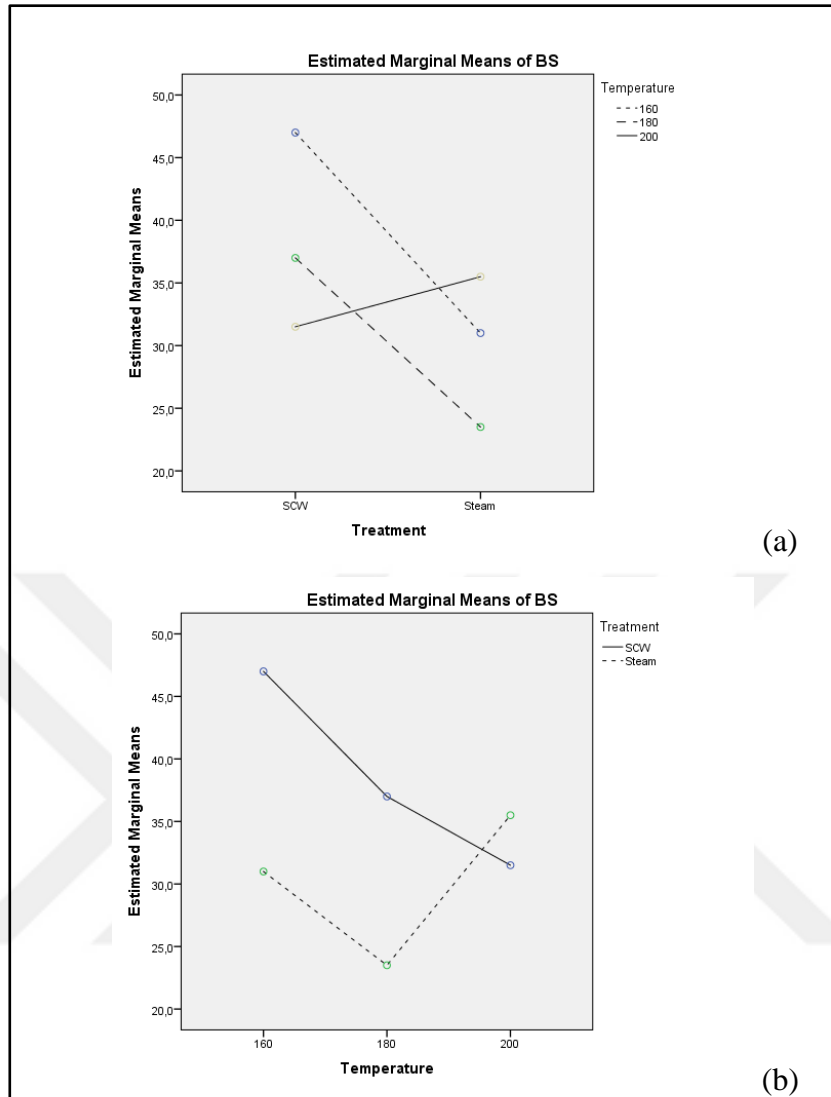 Estimated Marginal Means of BS
Temperature
160
180
200
50,0
45,0
40,0
35,0
30,0
25,0
20,0
Estimated Marginal Means
SCW
Steam
Treatment
(a)
Estimated Marginal Means of BS
Treatment
SCW
Steam
50,0
45,0
40,0
35,0
30,0
25,0
20,0
Estimated Marginal Means
160
180
200
Temperature
(b)